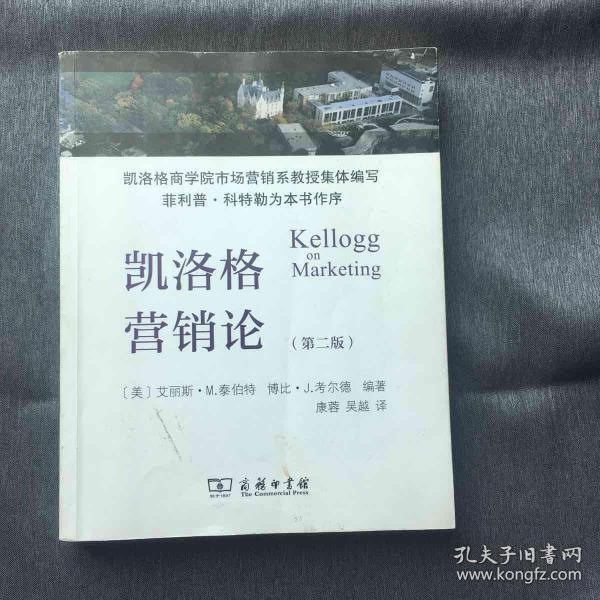 凯洛格商学院市场营销系教授集体编写
菲利普·科特勒为本书作序
凯洛格
营销论
Kellogg
on
Marketing
（第二版）
〔美〕艾丽斯·M.泰伯特 博比·J.考尔德 编著
康蓉 吴越 译
商务印书馆
The Commercial Press
孔夫子旧书网
www.kongfz.com